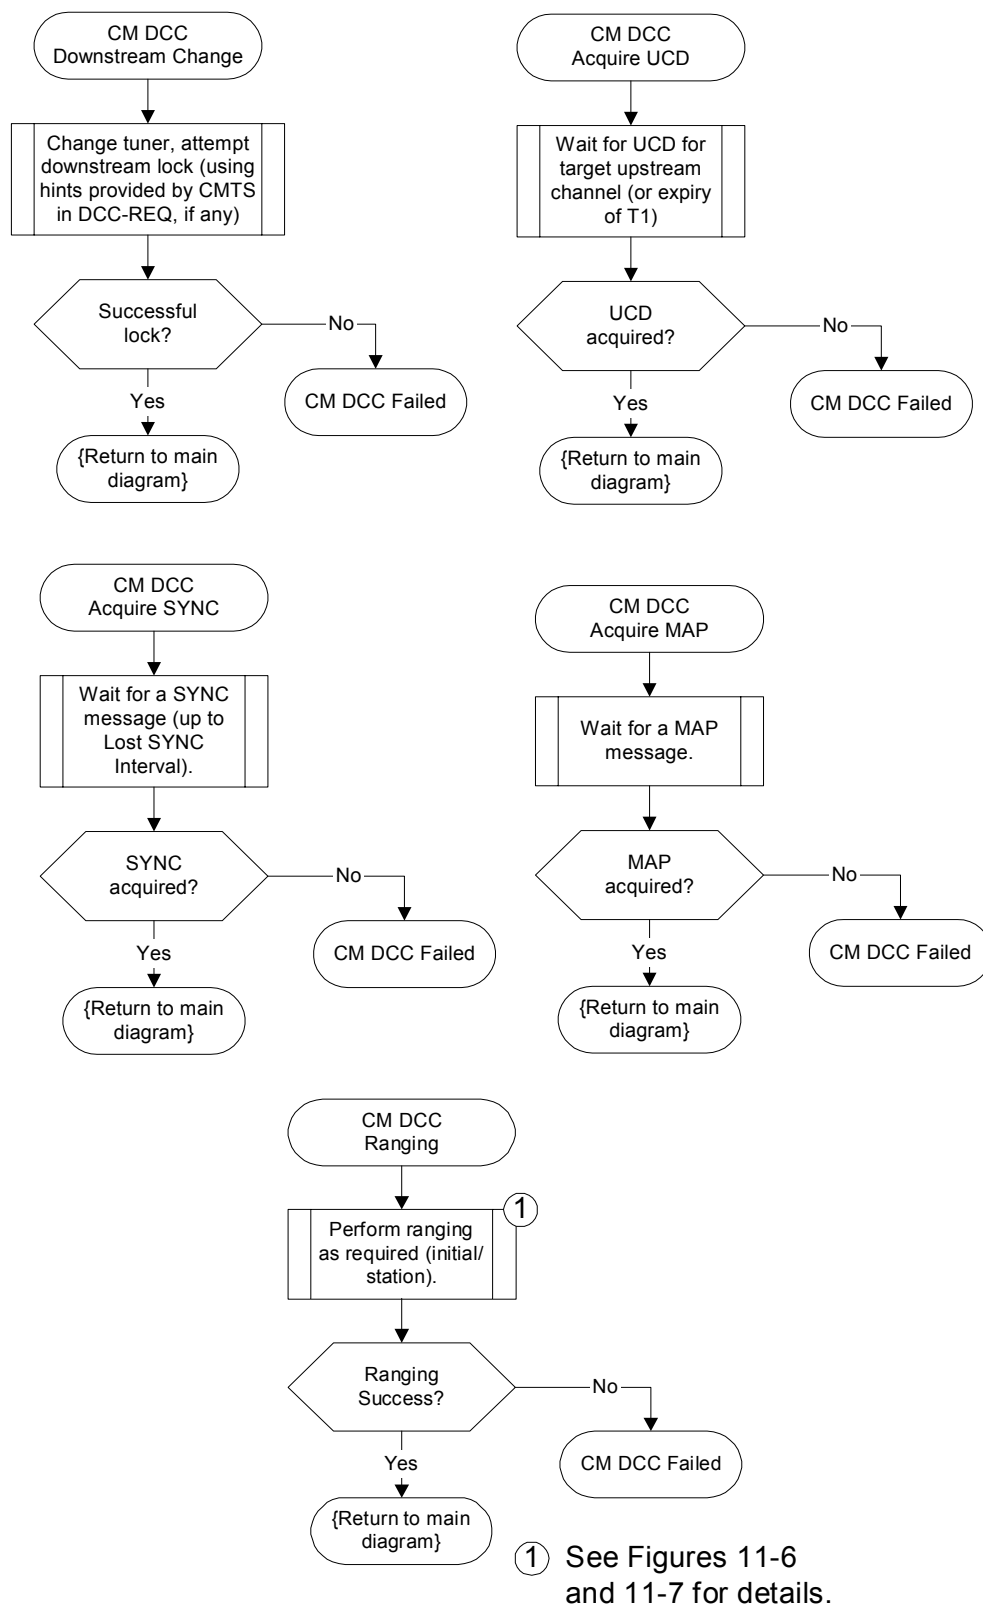 CM DCC
Downstream Change
Change tuner, attempt
downstream lock (using
hints provided by CMTS
in DCC-REQ, if any)
Successful
lock?
No
CM DCC Failed
Yes
{Return to main
diagram}
CM DCC
Acquire UCD
Wait for UCD for
target upstream
channel (or expiry
of T1)
UCD
acquired?
No
CM DCC Failed
Yes
{Return to main
diagram}
CM DCC
Acquire SYNC
Wait for a SYNC
message (up to
Lost SYNC
Interval).
SYNC
acquired?
No
CM DCC Failed
Yes
{Return to main
diagram}
CM DCC
Acquire MAP
Wait for a MAP
message.
MAP
acquired?
No
CM DCC Failed
Yes
{Return to main
diagram}
CM DCC
Ranging
1
Perform ranging
as required (initial/
station).
Ranging
Success?
No
CM DCC Failed
Yes
{Return to main
diagram}
1 See Figures 11-6
and 11-7 for details.